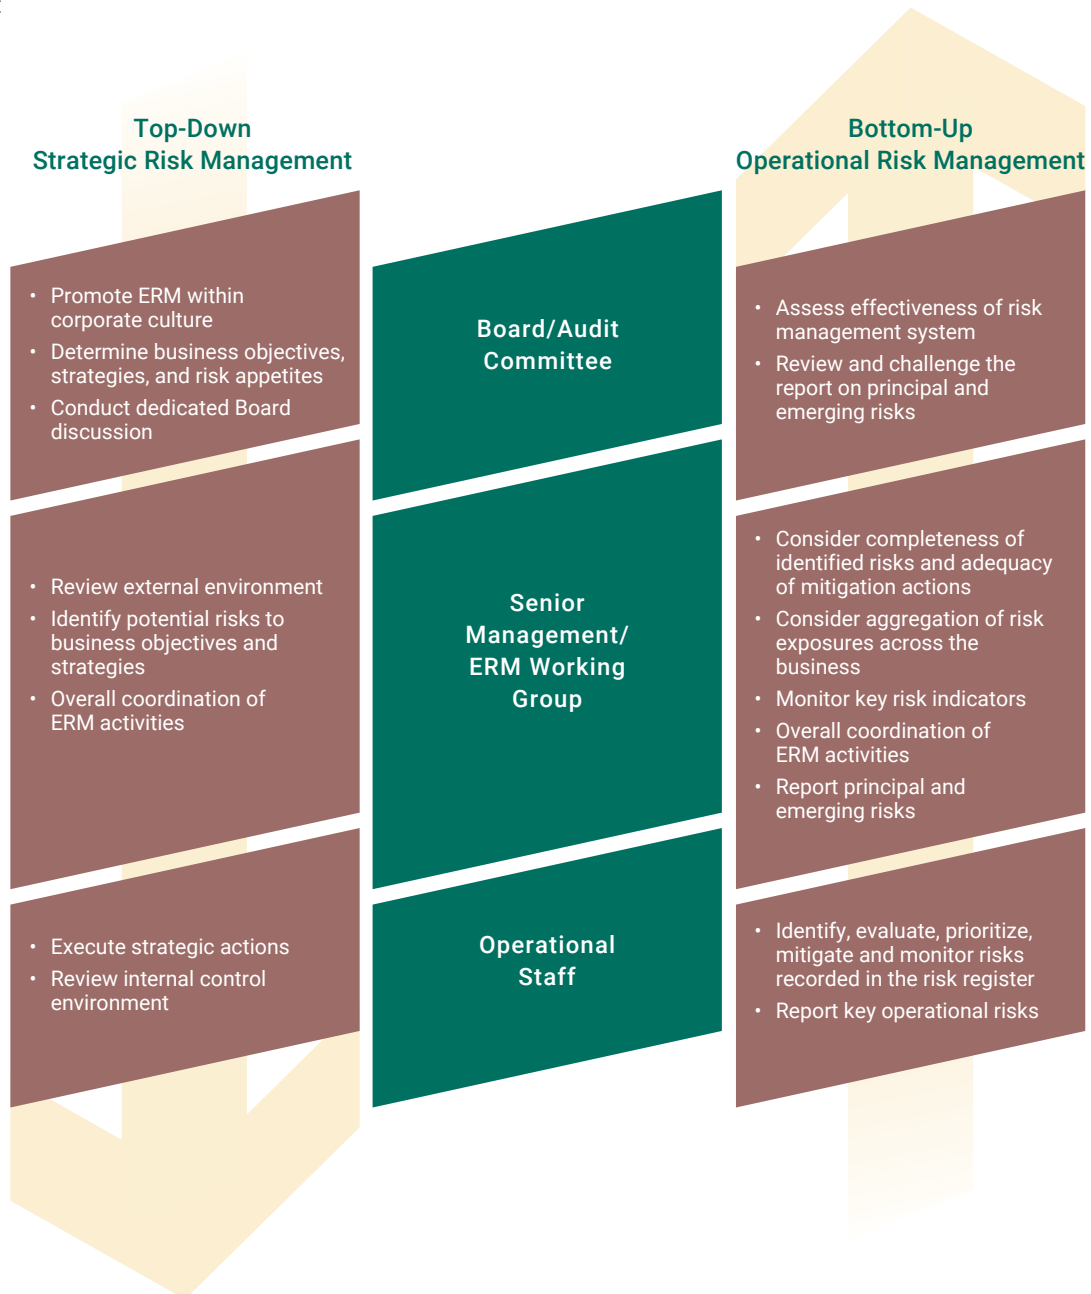 Top-Down
Strategic Risk Management
Bottom-Up
Operational Risk Management
• Promote ERM within
corporate culture
• Determine business objectives,
strategies, and risk appetites
• Conduct dedicated Board
discussion
Board/Audit
Committee
• Assess effectiveness of risk
management system
• Review and challenge the
report on principal and
emerging risks
• Review external environment
• Identify potential risks to
business objectives and
strategies
• Overall coordination of
ERM activities
Senior
Management/
ERM Working
Group
• Consider completeness of
identified risks and adequacy
of mitigation actions
• Consider aggregation of risk
exposures across the
business
• Monitor key risk indicators
• Overall coordination of
ERM activities
• Report principal and
emerging risks
• Execute strategic actions
• Review internal control
environment
Operational
Staff
• Identify, evaluate, prioritize,
mitigate and monitor risks
recorded in the risk register
• Report key operational risks